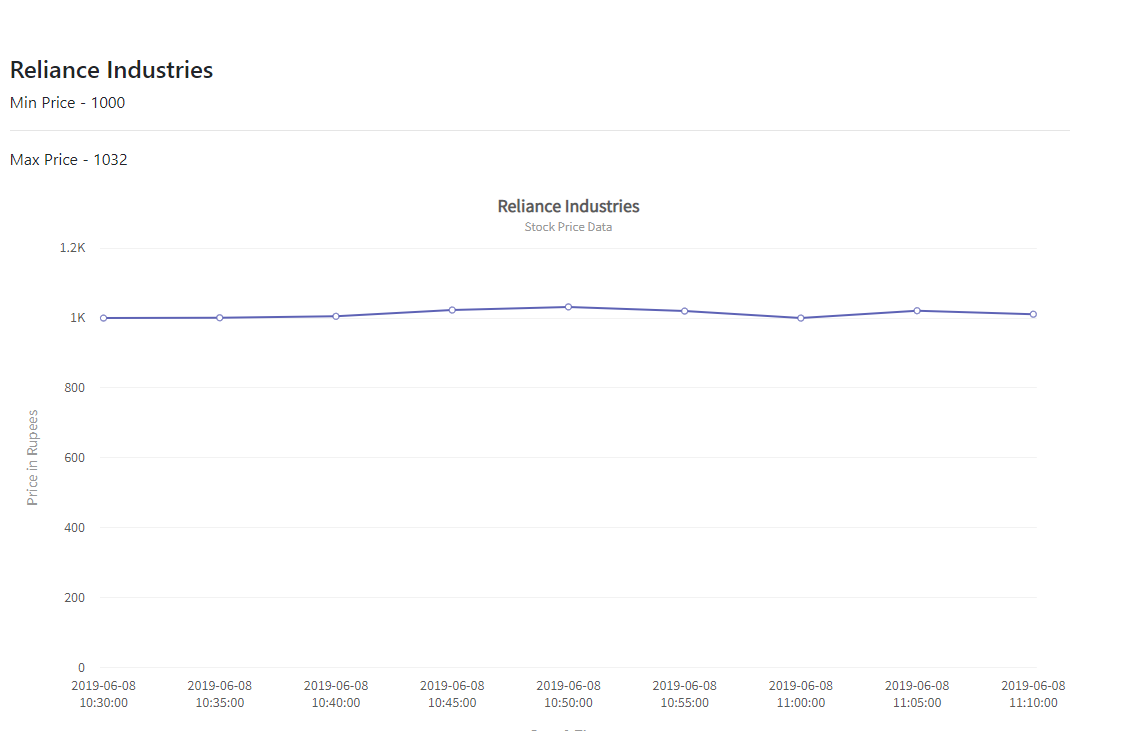 Reliance Industries
Min Price - 1000
Max Price - 1032
Reliance Industries
Stock Price Data
1.2K
1K
800
600
400
200
0
Price in Rupees
2019-06-08 2019-06-08 2019-06-08 2019-06-08 2019-06-08 2019-06-08 2019-06-08 2019-06-08 2019-06-08
10:30:00 10:35:00 10:40:00 10:45:00 10:50:00 10:55:00 11:00:00 11:05:00 11:10:00